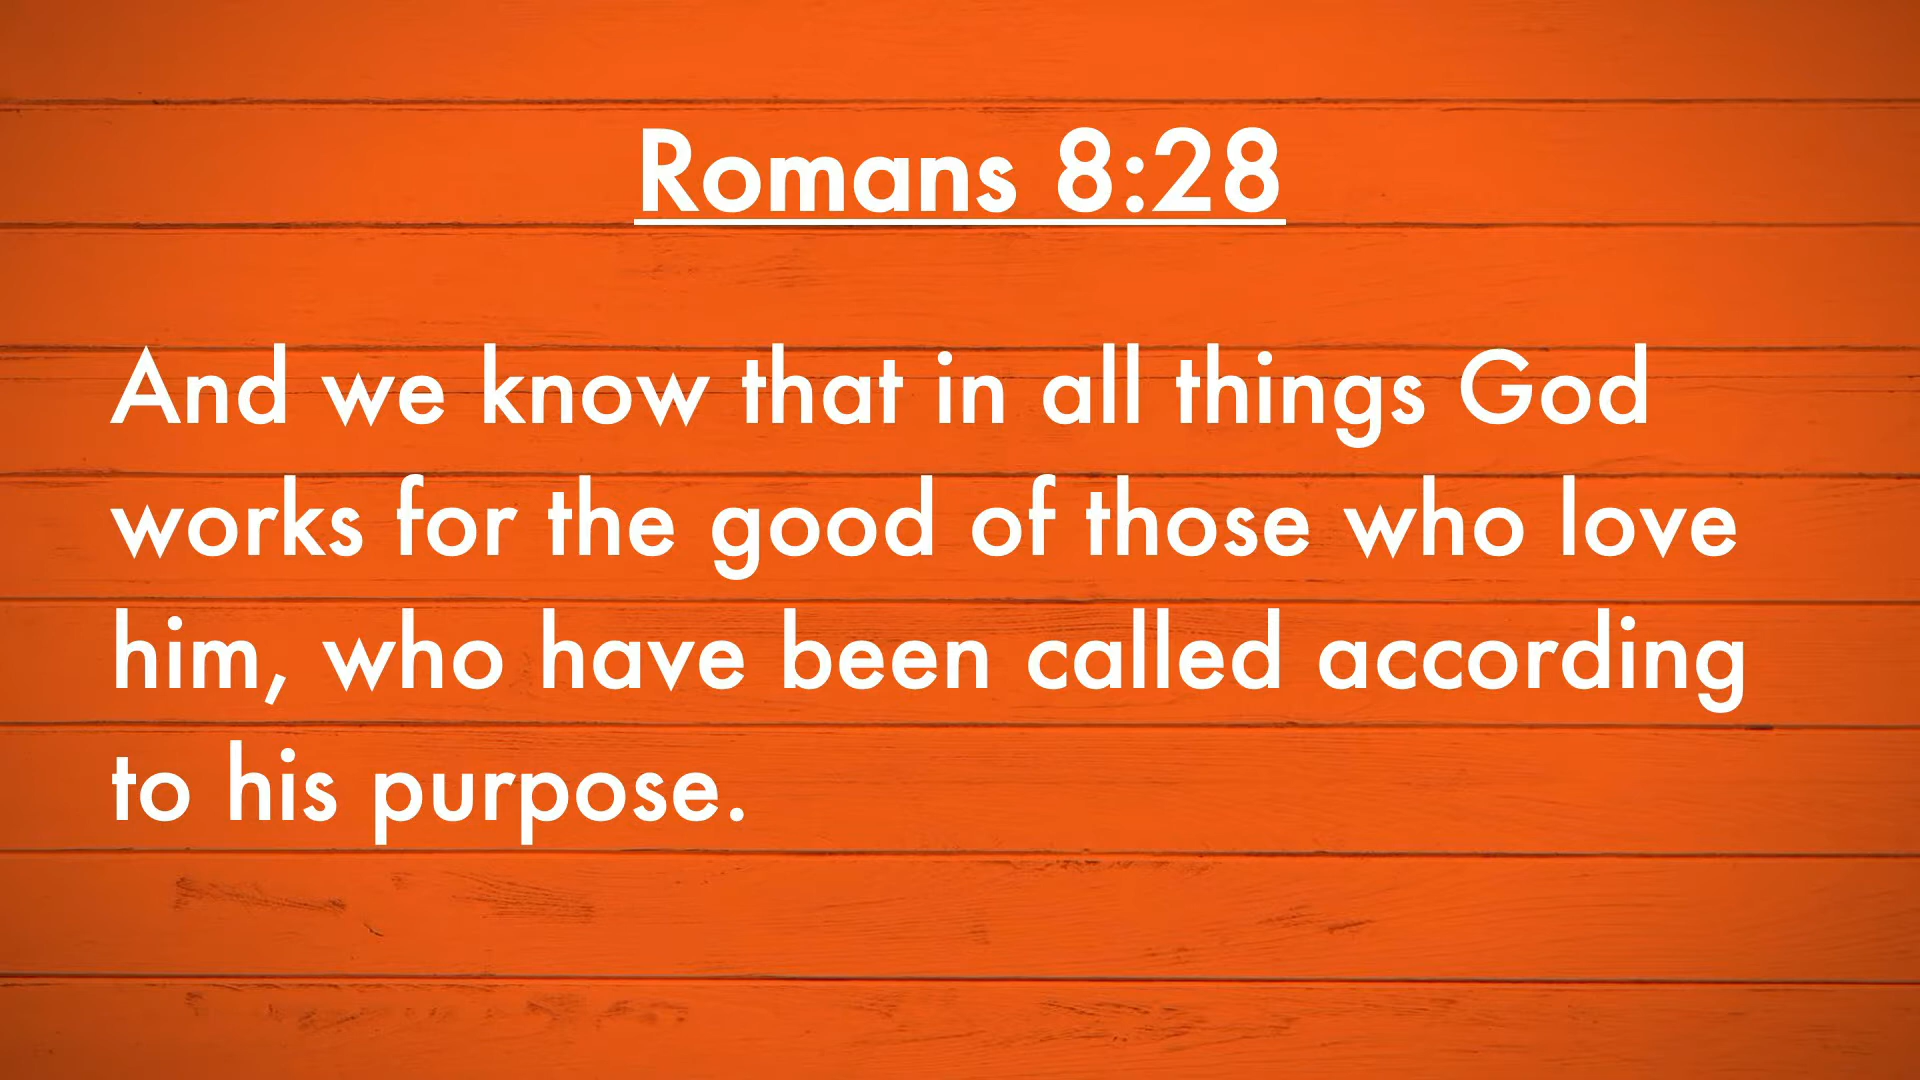 Romans 8:28
And we know that in all things God
works for the good of those who love
him, who have been called according
to his purpose.